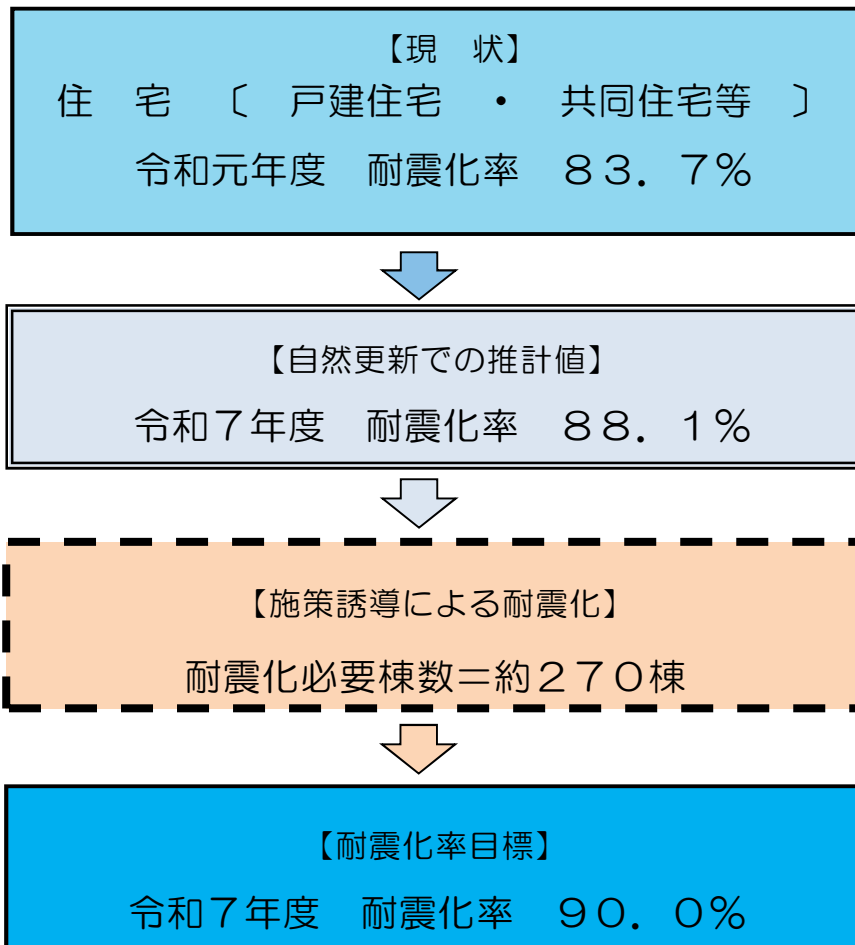 【現　状】
住　宅　〔　戸建住宅　・　共同住宅等　〕
令和元年度　耐震化率　８３．７％
【自然更新での推計値】
令和７年度　耐震化率　８８．１％
【施策誘導による耐震化】
耐震化必要棟数＝約２７０棟
【耐震化率目標】
令和７年度　耐震化率　９０．０％